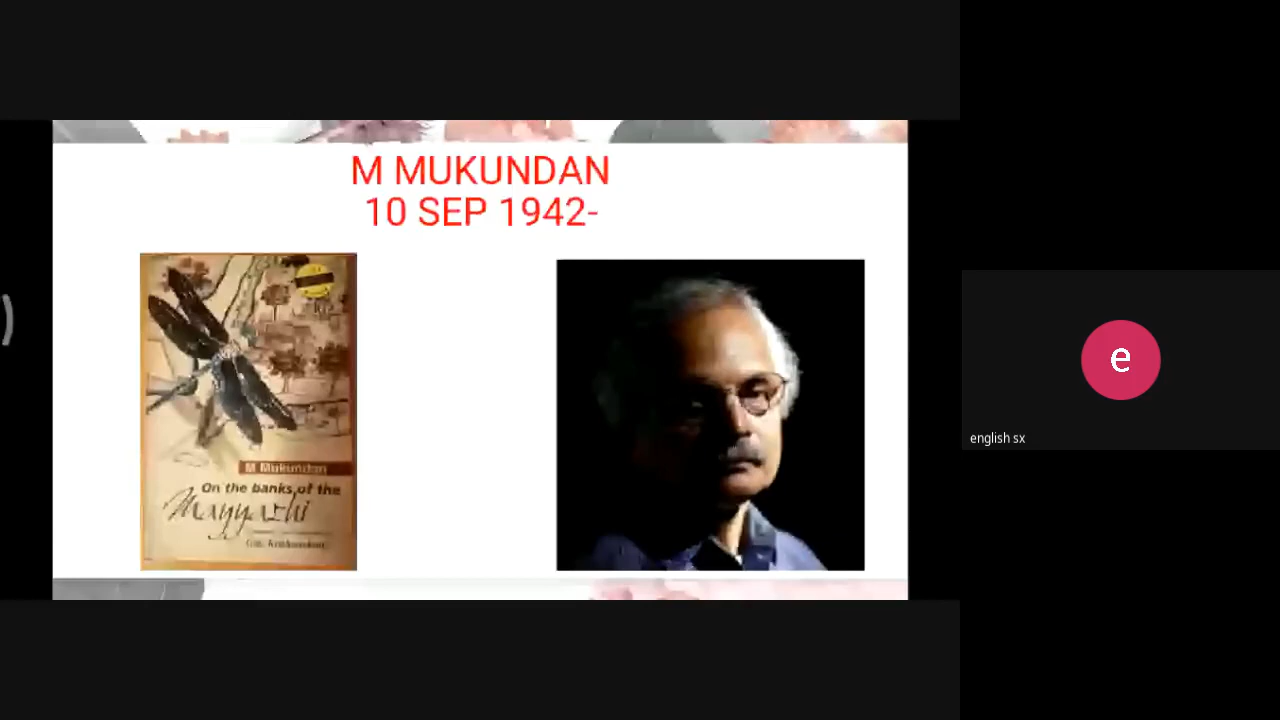 M MUKUNDAN
10 SEP 1942-
M Mukundan
On the banks of the
Mayyazhi
e
english sx